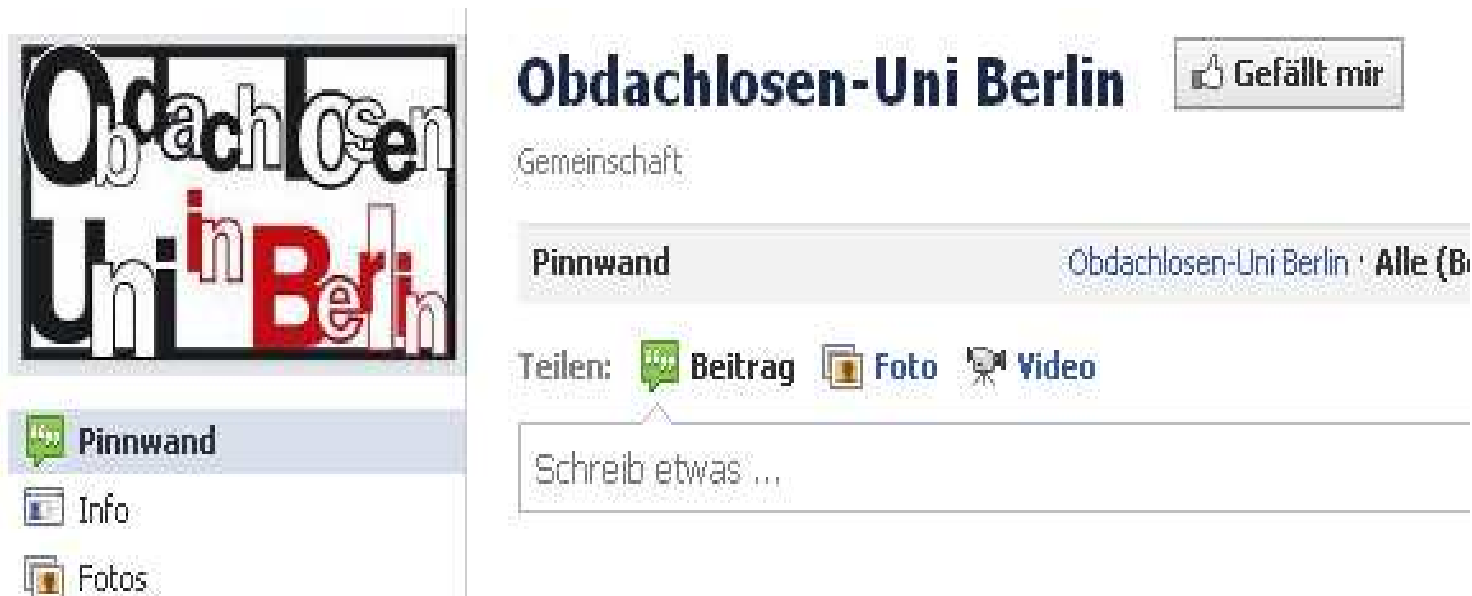 Obdachlosen
Uni in Berlin
Pinnwand
Info
Fotos
Obdachlosen-Uni Berlin
Gefällt mir
Gemeinschaft
Pinnwand Obdachlosen-Uni Berlin · Alle (Be
Teilen: Beitrag Foto Video
Schreib etwas ...